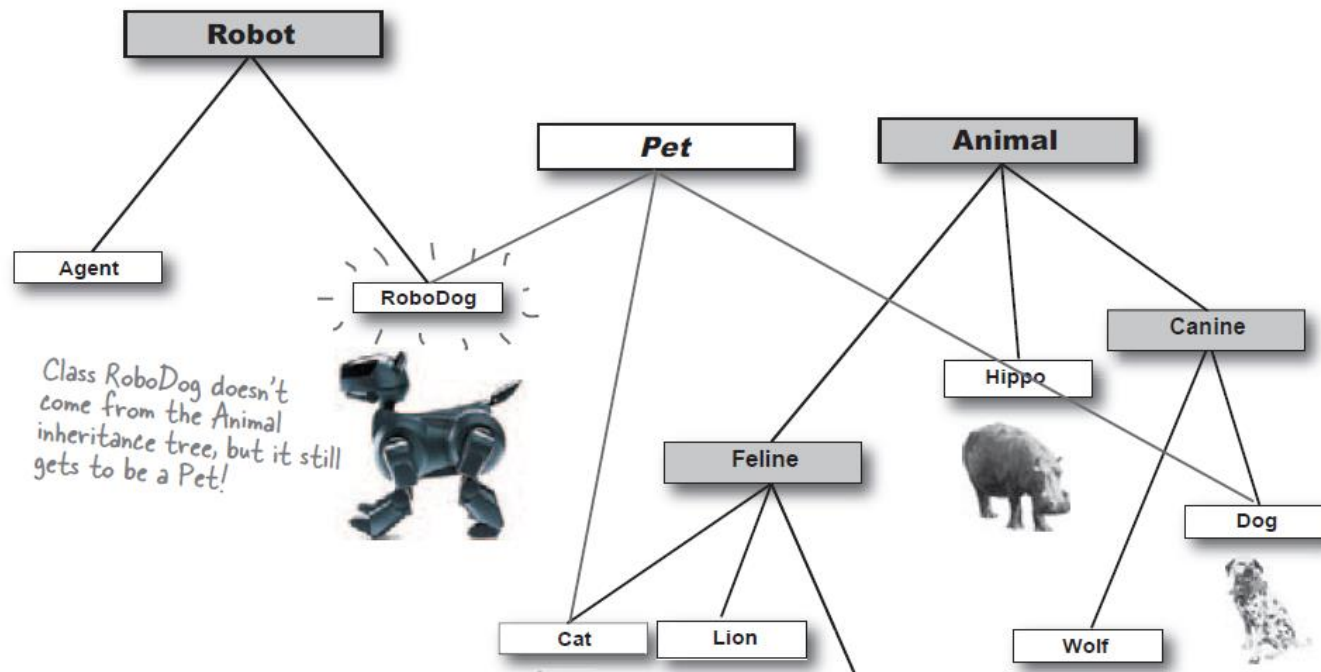 Robot
Pet
Animal
Agent
RoboDog
Canine
Class RoboDog doesn't
come from the Animal
inheritance tree, but it still
gets to be a Pet!
Hippo
Feline
Dog
Cat
Lion
Wolf